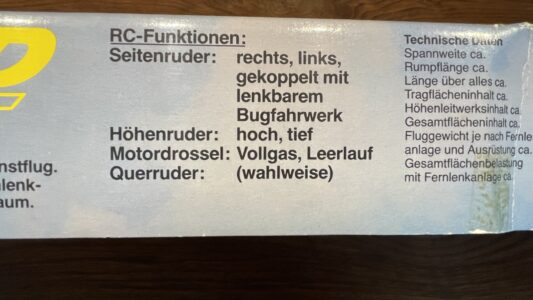 nstflug.
nlenk-
aum.
RC-Funktionen:
Seitenruder: rechts, links,
gekoppelt mit
lenkbarem
Bugfahrwerk
Höhenruder: hoch, tief
Motordrossel: Vollgas, Leerlauf
Querruder: (wahlweise)
Technische Daten
Spannweite ca.
Rumpflänge ca.
Länge über alles ca.
Tragflächeninhalt ca.
Höhenleitwerksinhalt ca.
Gesamtflächeninhalt ca.
Fluggewicht je nach Fernle
anlage und Ausrüstung ca.
Gesamtflächenbelastung
mit Fernlenkanlage ca.